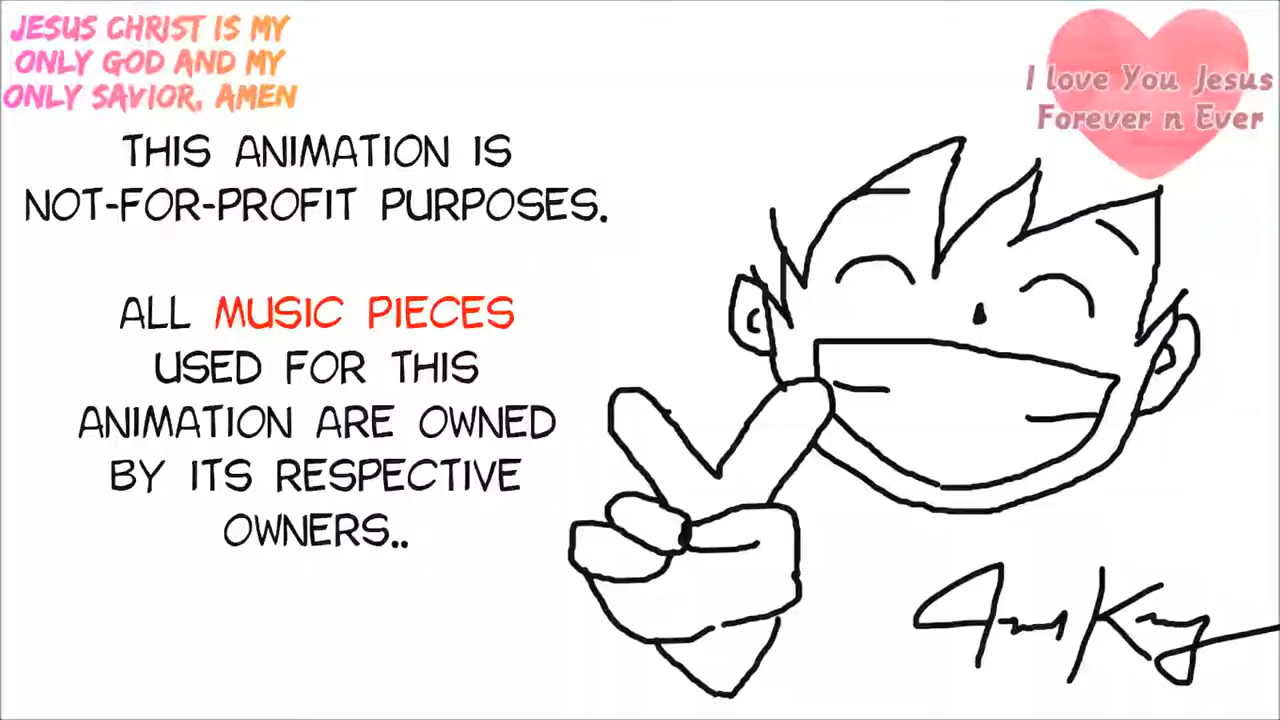 JESUS CHRIST IS MY
ONLY GOD AND MY
ONLY SAVIOR, AMEN
I love You Jesus
Forever n Ever
THIS ANIMATION IS
NOT-FOR-PROFIT PURPOSES.
ALL MUSIC PIECES
USED FOR THIS
ANIMATION ARE OWNED
BY ITS RESPECTIVE
OWNERS..